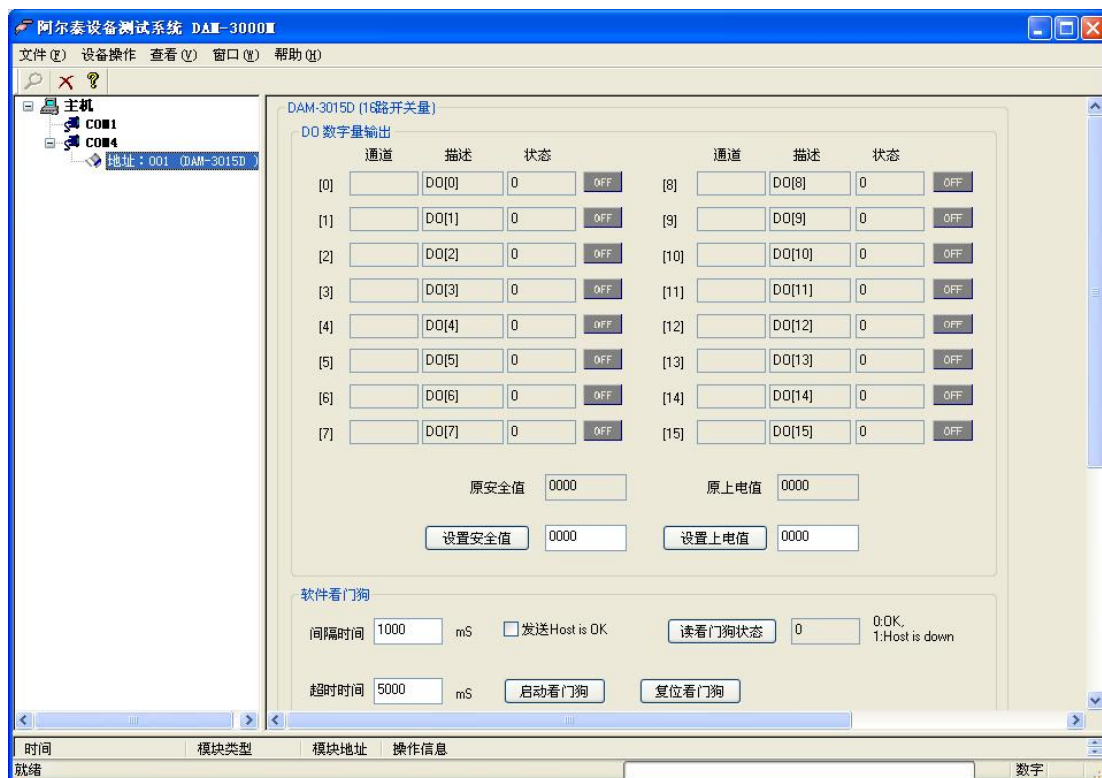 阿尔泰设备测试系统 DAM-3000M
文件(F) 设备操作 查看(V) 窗口(W) 帮助(H)
主机
COM1
COM4
地址：001 (DAM-3015D )
DAM-3015D (16路开关量)
DO 数字量输出
通道 描述 状态 通道 描述 状态
[0] DO[0] 0 OFF [8] DO[8] 0 OFF
[1] DO[1] 0 OFF [9] DO[9] 0 OFF
[2] DO[2] 0 OFF [10] DO[10] 0 OFF
[3] DO[3] 0 OFF [11] DO[11] 0 OFF
[4] DO[4] 0 OFF [12] DO[12] 0 OFF
[5] DO[5] 0 OFF [13] DO[13] 0 OFF
[6] DO[6] 0 OFF [14] DO[14] 0 OFF
[7] DO[7] 0 OFF [15] DO[15] 0 OFF
原安全值 0000 原上电值 0000
设置安全值 0000 设置上电值 0000
软件看门狗
间隔时间 1000 mS 发送Host is OK 读看门狗状态 0 0:OK,
1:Host is down
超时时间 5000 mS 启动看门狗 复位看门狗
时间 模块类型 模块地址 操作信息
就绪 数字